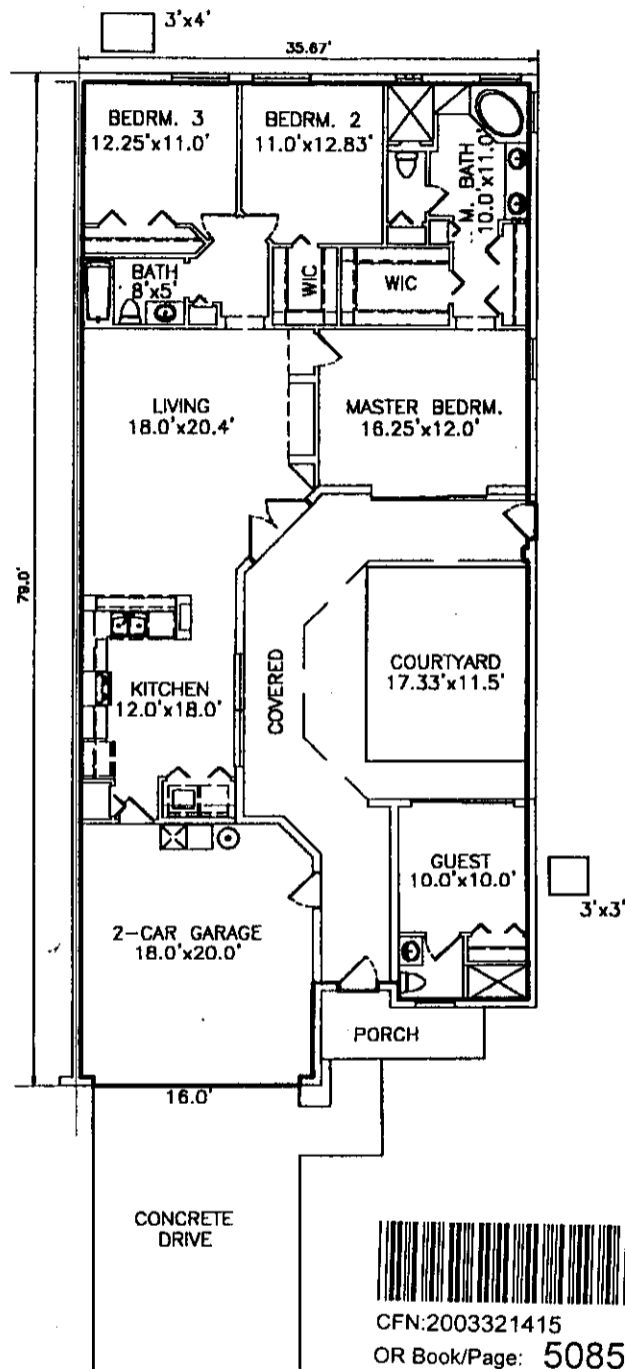 3'x4'
35.67'
BEDRM. 3
12.25'x11.0'
BEDRM. 2
11.0'x12.83'
M. BATH
10.0'x11.0'
BATH
8'x5'
WIC
WIC
LIVING
18.0'x20.4'
MASTER BEDRM.
16.25'x12.0'
79.0'
COVERED
COURTYARD
17.33'x11.5'
KITCHEN
12.0'x18.0'
GUEST
10.0'x10.0'
3'x3'
2-CAR GARAGE
18.0'x20.0'
PORCH
16.0'
CONCRETE
DRIVE
CFN:2003321415
OR Book/Page: 5085